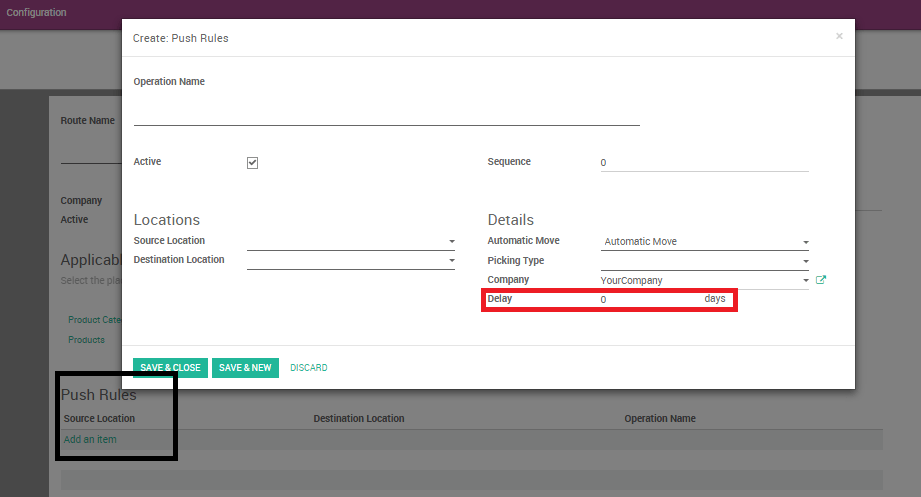 Configuration
Create: Push Rules ×
Operation Name
Route Name
Active Sequence 0
Company
Active
Locations Details
Source Location Automatic Move Automatic Move
Destination Location Picking Type
Company YourCompany
Delay 0 days
Applicabl
Select the pla
Product Cate
Products
SAVE & CLOSE SAVE & NEW DISCARD
Push Rules
Source Location Destination Location Operation Name
Add an item